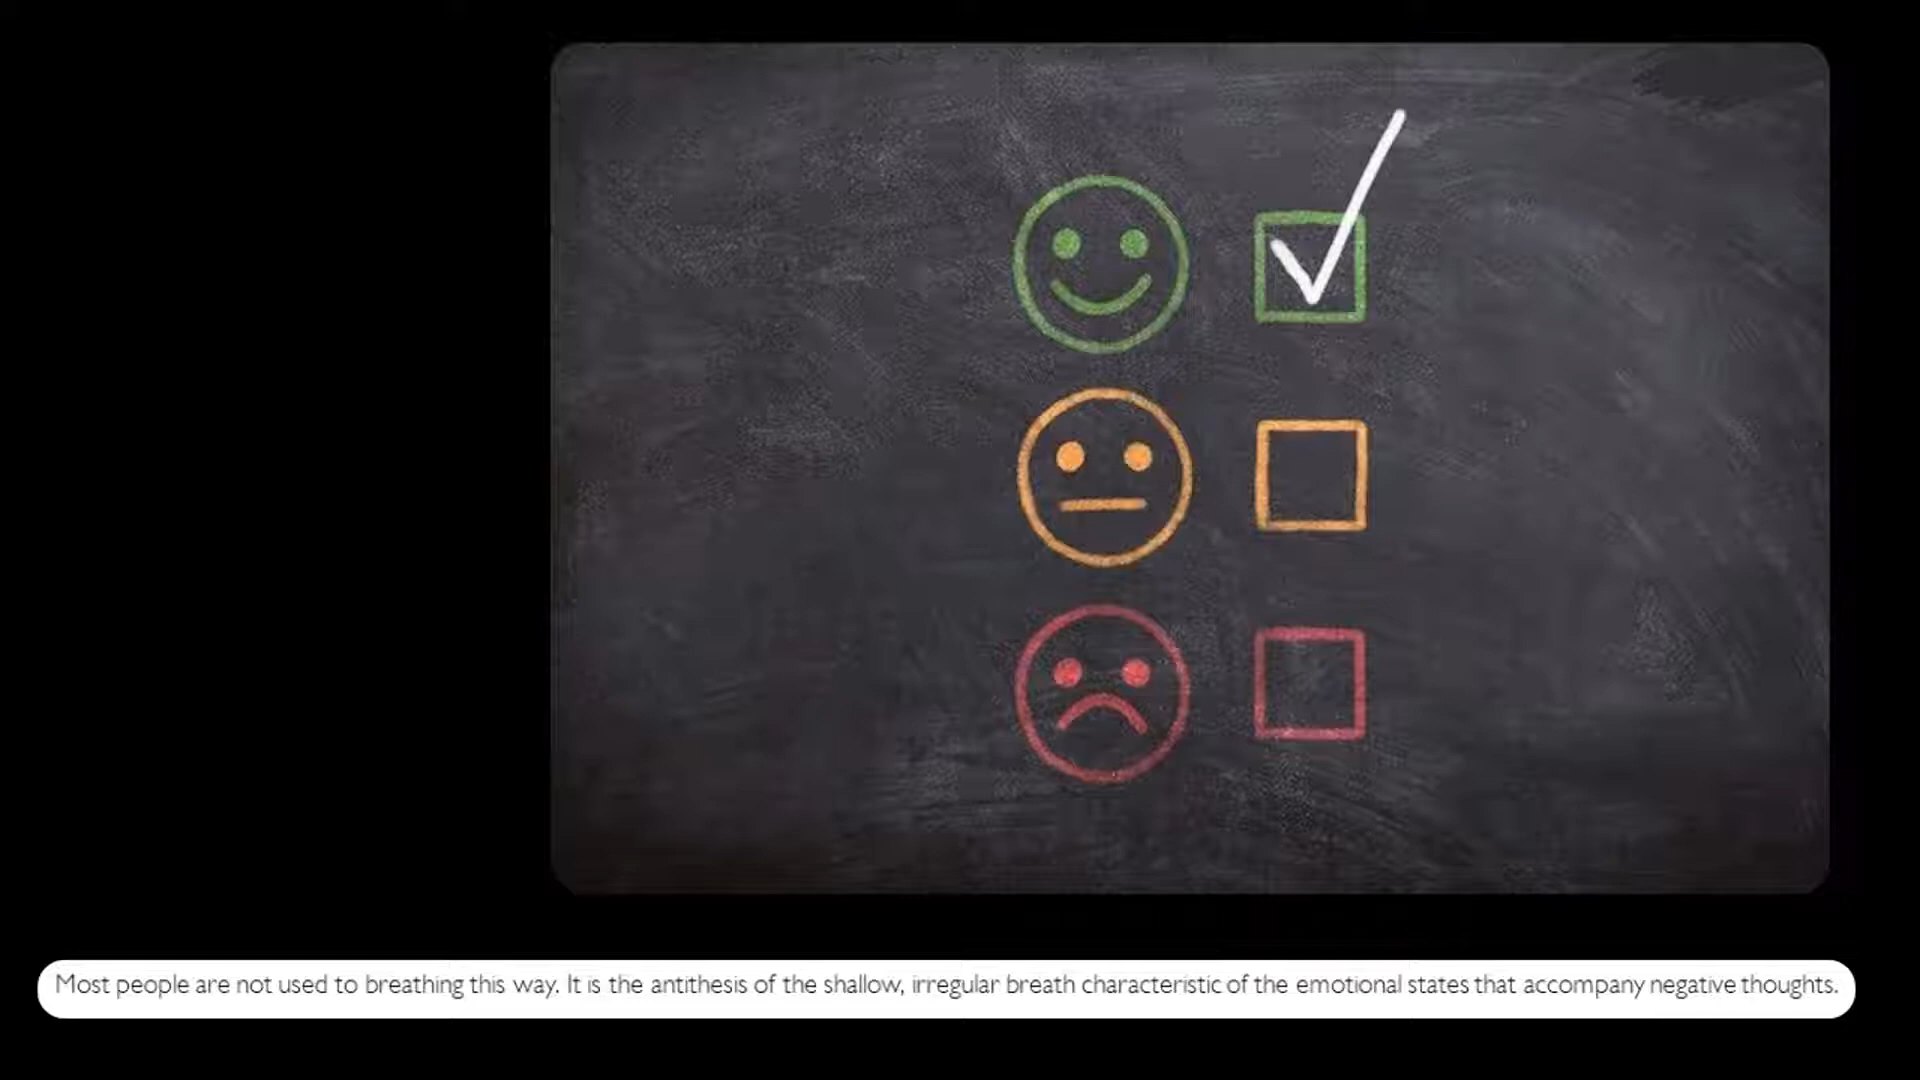 Most people are not used to breathing this way. It is the antithesis of the shallow, irregular breath characteristic of the emotional states that accompany negative thoughts.